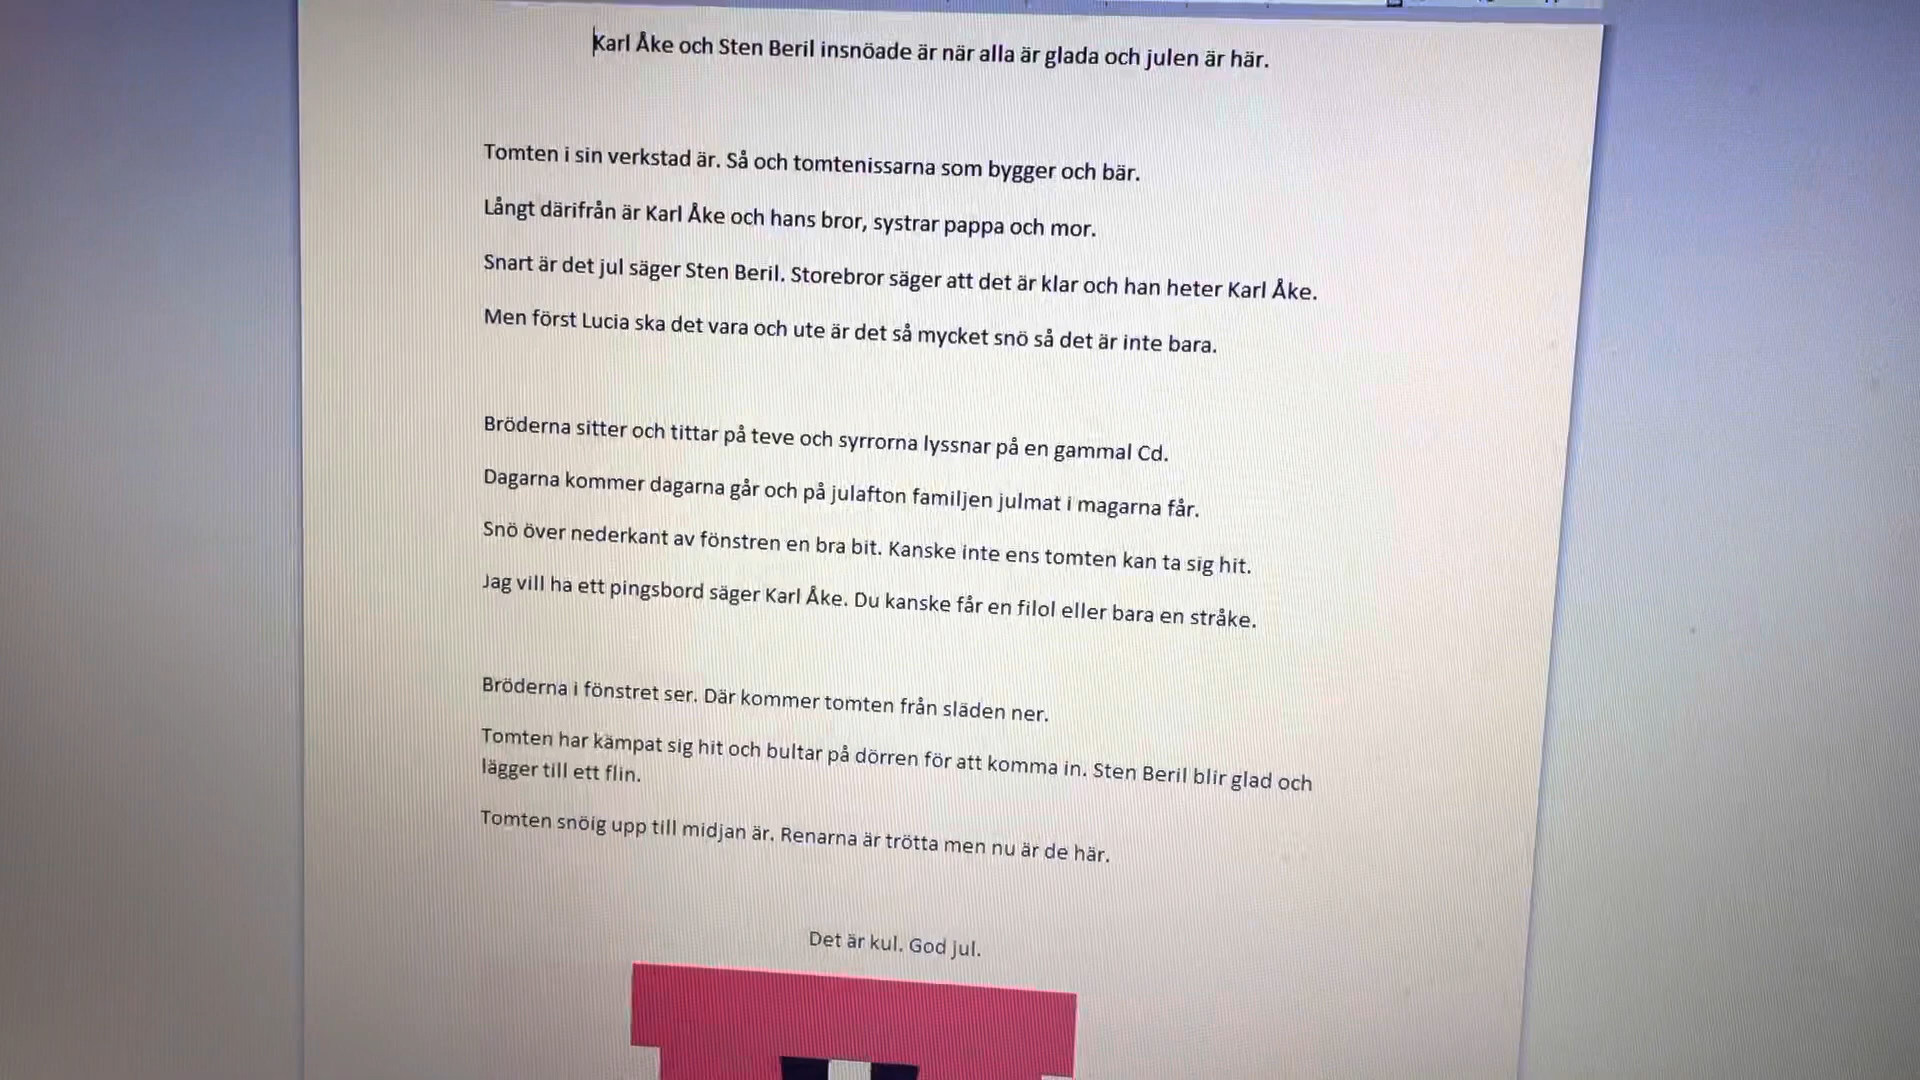 Karl Åke och Sten Beril insnöade är när alla är glada och julen är här.
Tomten i sin verkstad är. Så och tomtenissarna som bygger och bär.
Långt därifrån är Karl Åke och hans bror, systrar pappa och mor.
Snart är det jul säger Sten Beril. Storebror säger att det är klar och han heter Karl Åke.
Men först Lucia ska det vara och ute är det så mycket snö så det är inte bara.
Bröderna sitter och tittar på teve och syrrorna lyssnar på en gammal Cd.
Dagarna kommer dagarna går och på julafton familjen julmat i magarna får.
Snö över nederkant av fönstren en bra bit. Kanske inte ens tomten kan ta sig hit.
Jag vill ha ett pingsbord säger Karl Åke. Du kanske får en filol eller bara en stråke.
Bröderna i fönstret ser. Där kommer tomten från släden ner.
Tomten har kämpat sig hit och bultar på dörren för att komma in. Sten Beril blir glad och
lägger till ett flin.
Tomten snöig upp till midjan är. Renarna är trötta men nu är de här.
Det är kul. God jul.